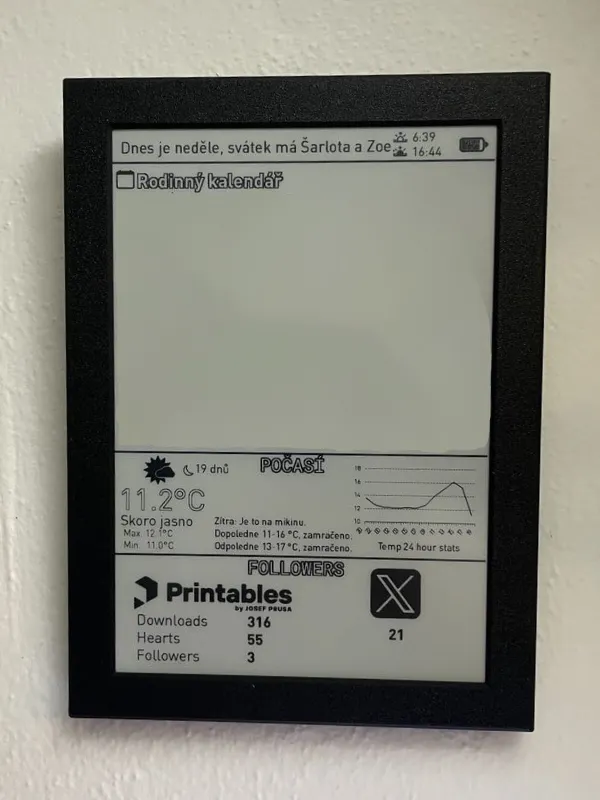 Dnes je neděle, svátek má Šarlota a Zoe
6:39
16:44
Rodinný kalendář
19 dnů
POČASÍ
11.2°C
Skoro jasno
Max 12.1°C
Min 11.0°C
Zítra: Je to na mikinu.
Dopoledne 11-16 °C, zamračeno.
Odpoledne 13-17 °C, zamračeno.
18
16
14
12
10
Temp 24 hour stats
FOLLOWERS
Printables
by JOSEF PRUSA
Downloads 316
Hearts 55
Followers 3
X
21